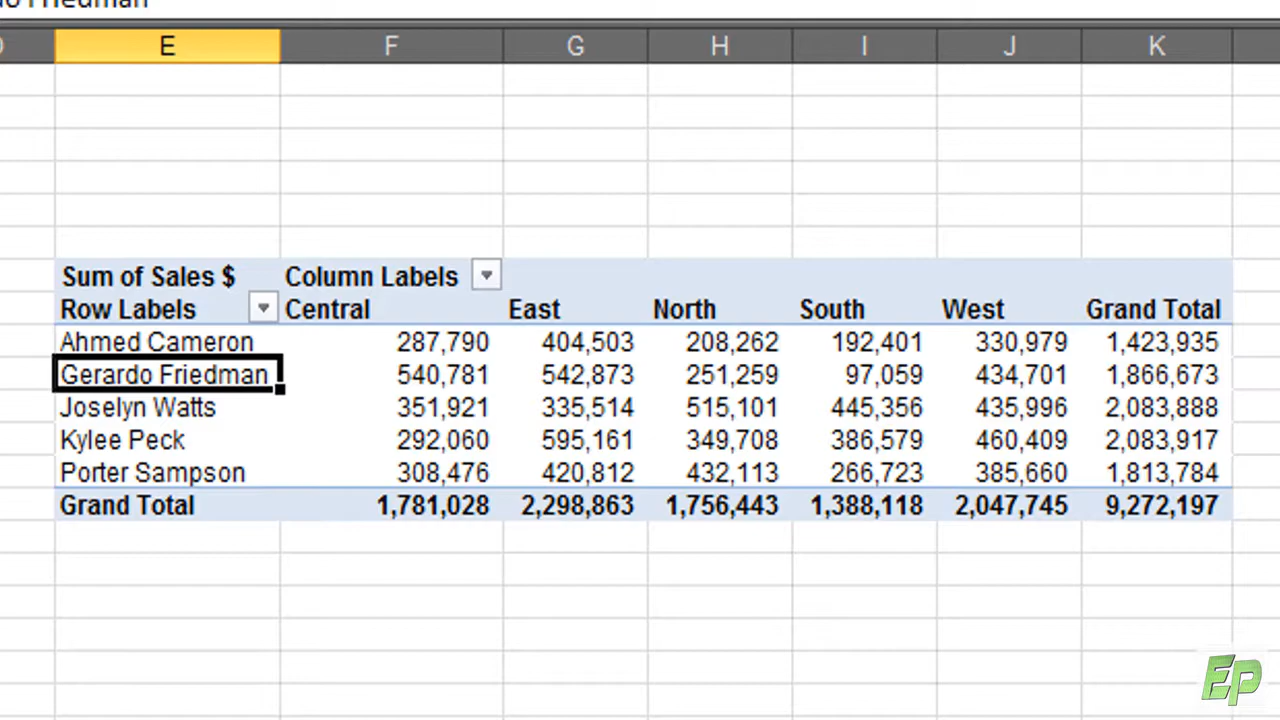 E F G H I J K
Sum of Sales $ Column Labels
Row Labels Central East North South West Grand Total
Ahmed Cameron 287,790 404,503 208,262 192,401 330,979 1,423,935
Gerardo Friedman 540,781 542,873 251,259 97,059 434,701 1,866,673
Joselyn Watts 351,921 335,514 515,101 445,356 435,996 2,083,888
Kylee Peck 292,060 595,161 349,708 386,579 460,409 2,083,917
Porter Sampson 308,476 420,812 432,113 266,723 385,660 1,813,784
Grand Total 1,781,028 2,298,863 1,756,443 1,388,118 2,047,745 9,272,197
EP